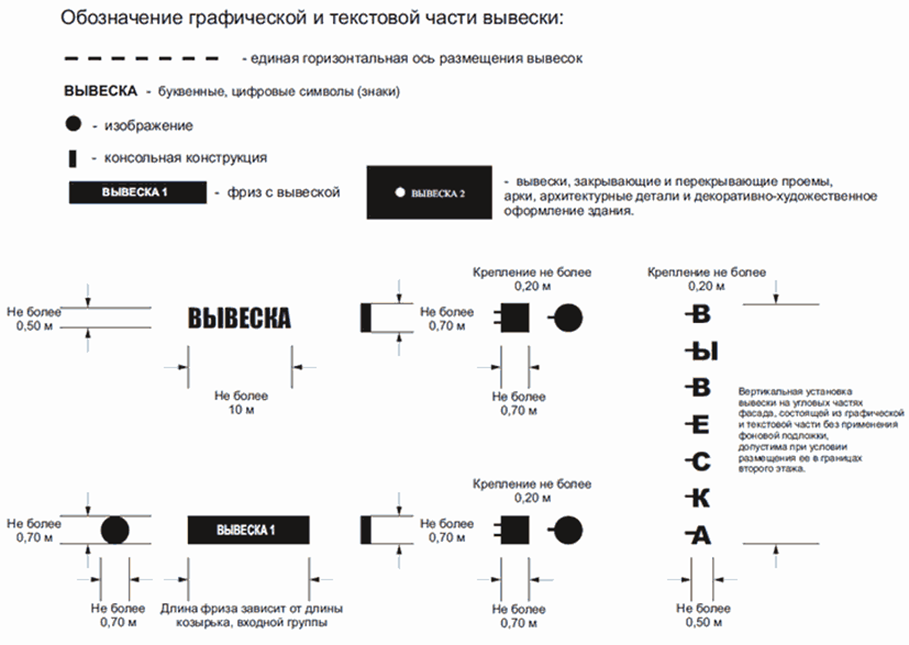 Обозначение графической и текстовой части вывески:
- единая горизонтальная ось размещения вывесок
ВЫВЕСКА - буквенные, цифровые символы (знаки)
- изображение
- консольная конструкция
ВЫВЕСКА 1 - фриз с вывеской
ВЫВЕСКА 2
- вывески, закрывающие и перекрывающие проемы,
арки, архитектурные детали и декоративно-художественное
оформление здания.
Не более
0,50 м
ВЫВЕСКА
Не более
10 м
Не более
0,70 м
Крепление не более
0,20 м
Не более
0,70 м
Крепление не более
0,20 м
В
Ы
В
Е
С
К
А
Вертикальная установка
вывески на угловых частях
фасада, состоящей из графической
и текстовой части без применения
фоновой подложки,
допустима при условии
размещения ее в границах
второго этажа.
Не более
0,50 м
Не более
0,70 м
Не более
0,70 м
ВЫВЕСКА 1
Длина фриза зависит от длины
козырька, входной группы
Не более
0,70 м
Крепление не более
0,20 м
Не более
0,70 м